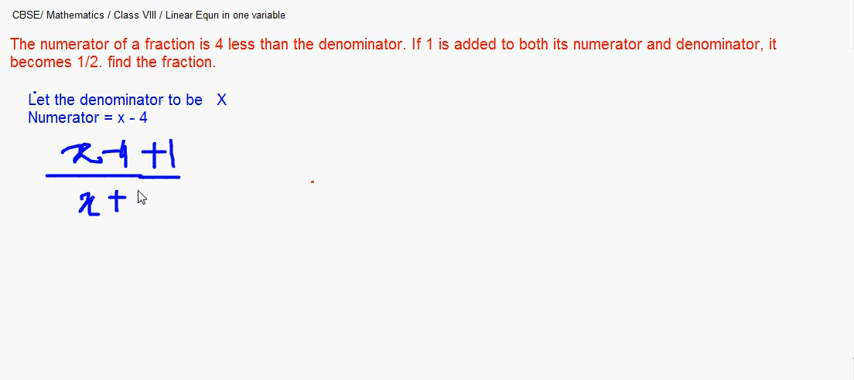 CBSE/ Mathematics / Class VIII / Linear Equn in one variable
The numerator of a fraction is 4 less than the denominator. If 1 is added to both its numerator and denominator, it
becomes 1/2. find the fraction.
Let the denominator to be X
Numerator = x - 4
x-4+1
x+